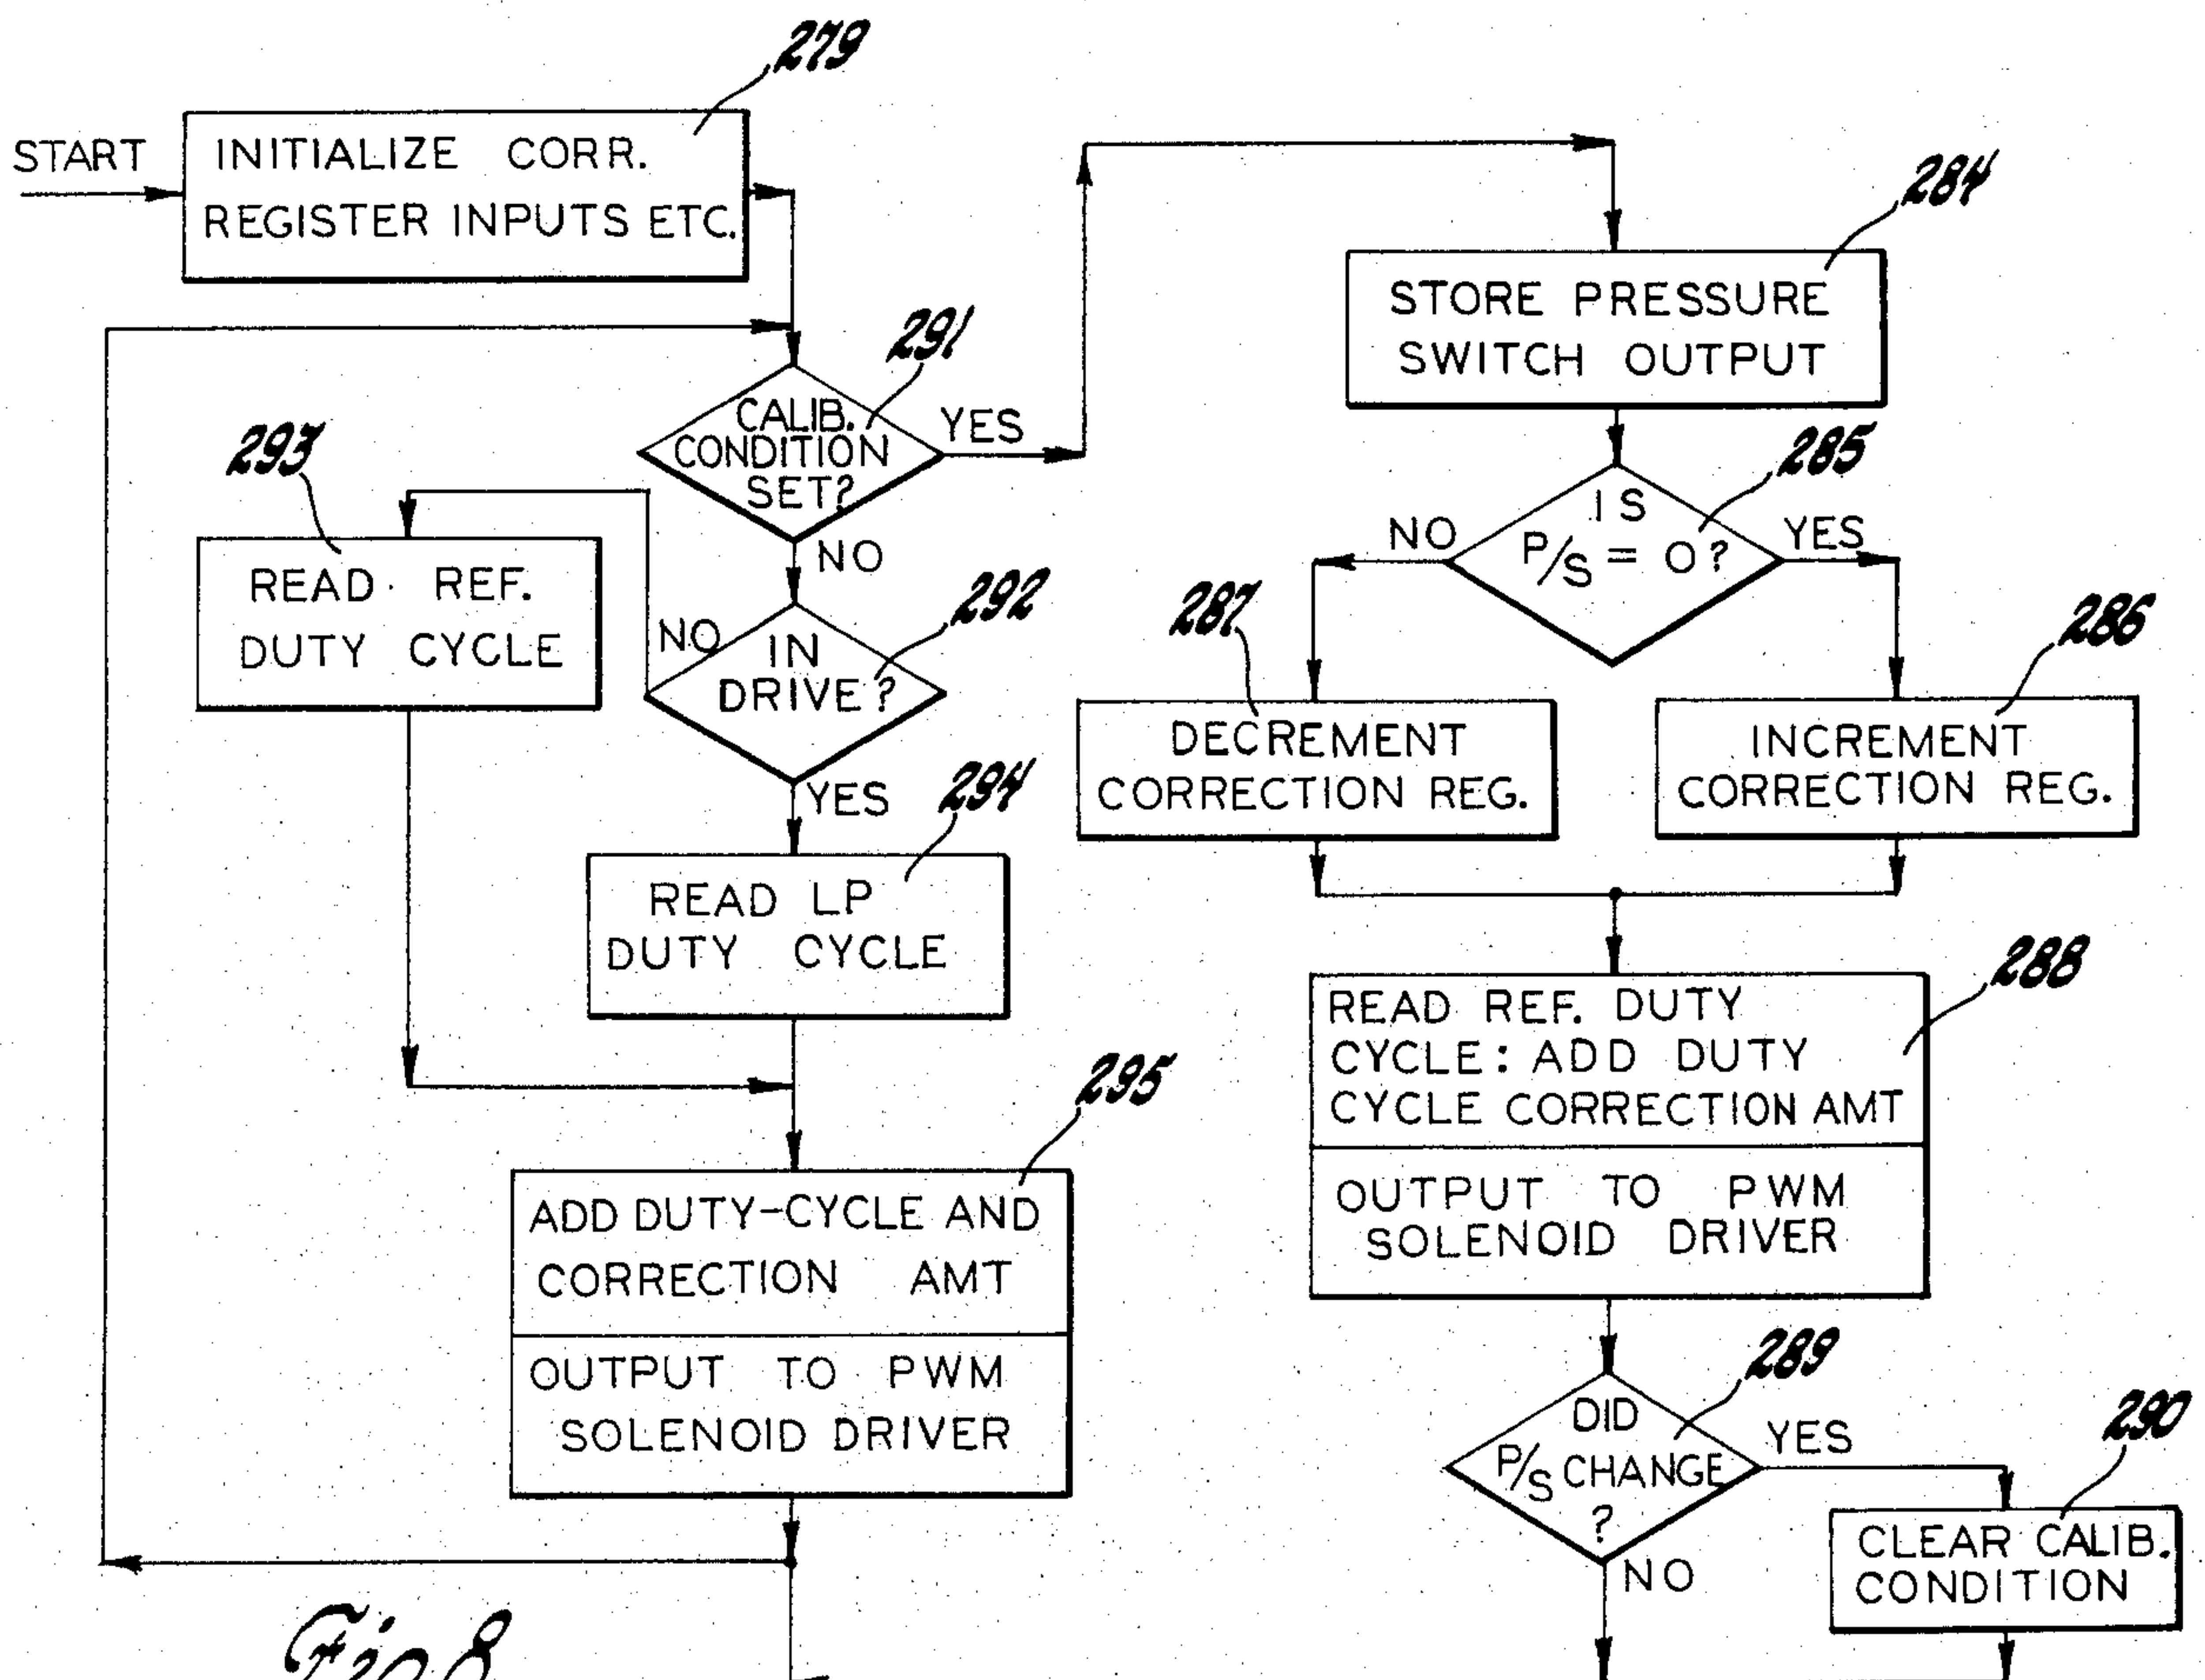 279
START
INITIALIZE CORR.
REGISTER INPUTS ETC.
291
CALIB.
CONDITION
SET?
YES
NO
293
READ REF.
DUTY CYCLE
292
NO
IN
DRIVE?
YES
294
READ LP
DUTY CYCLE
295
ADD DUTY-CYCLE AND
CORRECTION AMT
OUTPUT TO PWM
SOLENOID DRIVER
284
STORE PRESSURE
SWITCH OUTPUT
285
IS
P/S = 0?
NO
YES
287
DECREMENT
CORRECTION REG.
286
INCREMENT
CORRECTION REG.
288
READ REF. DUTY
CYCLE: ADD DUTY
CYCLE CORRECTION AMT
OUTPUT TO PWM
SOLENOID DRIVER
289
DID
P/S CHANGE
?
YES
NO
290
CLEAR CALIB.
CONDITION
Fig. 8